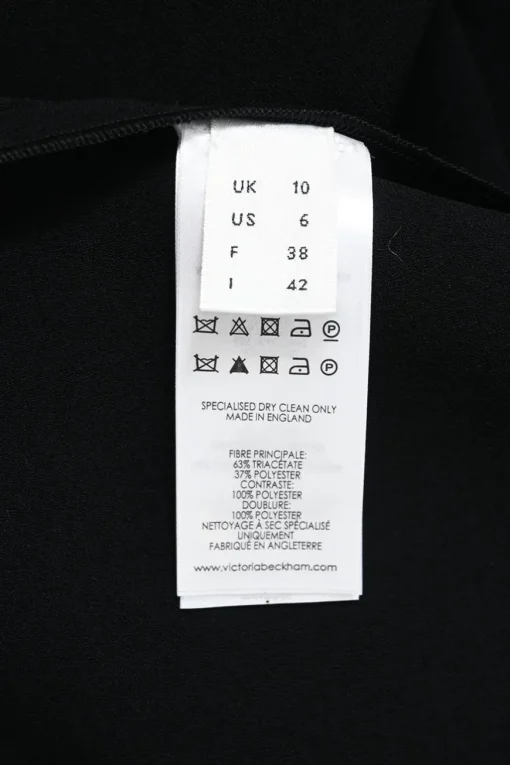 UK 10
US 6
F 38
I 42
P
P
SPECIALISED DRY CLEAN ONLY
MADE IN ENGLAND
FIBRE PRINCIPALE:
63% TRIACÉTATE
37% POLYESTER
CONTRASTE:
100% POLYESTER
DOUBLURE:
100% POLYESTER
NETTOYAGE À SEC SPÉCIALISÉ
UNIQUEMENT
FABRIQUÉ EN ANGLETERRE
www.victoriabeckham.com